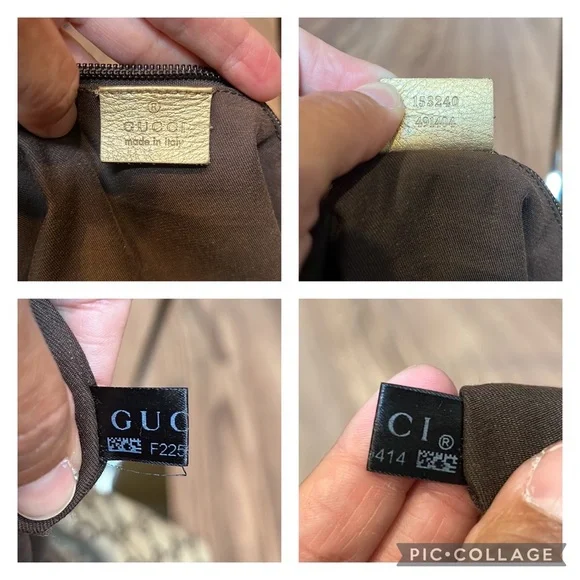 ®
GUCCI
made in Italy
153240
491404
GUC
F225
CI®
414
PIC•COLLAGE